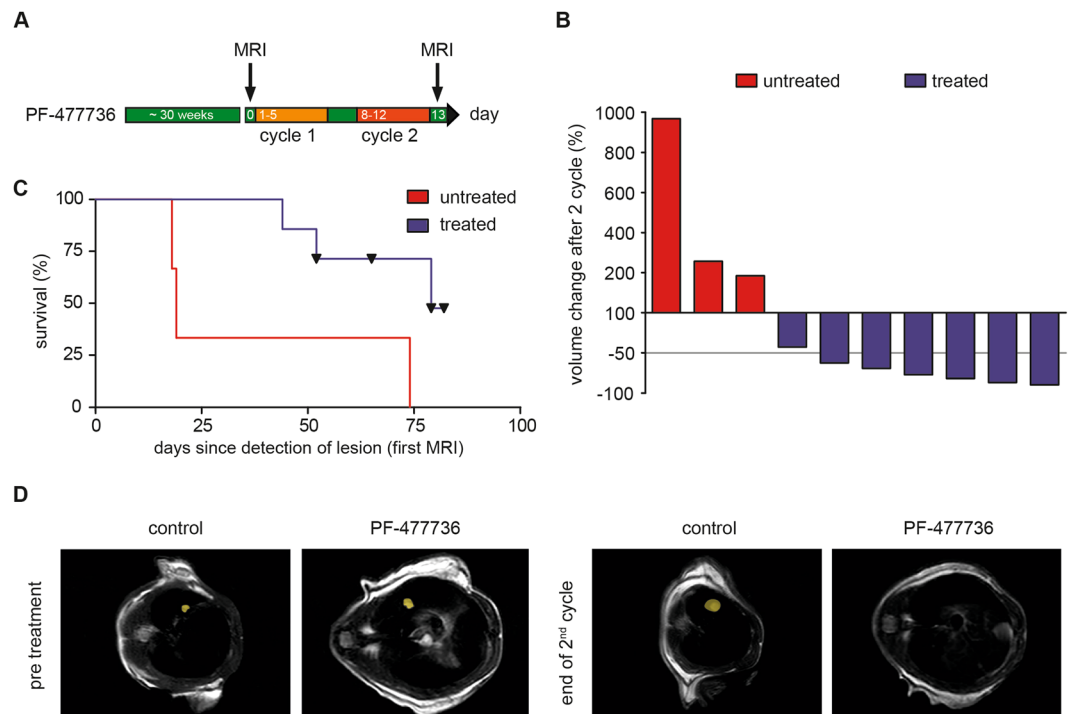 A
MRI
MRI
PF-477736
~ 30 weeks
0
1-5
8-12
13
day
cycle 1
cycle 2
B
untreated
treated
volume change after 2 cycle (%)
1000
800
600
400
200
100
-50
-100
C
untreated
treated
survival (%)
100
75
50
25
0
0
25
50
75
100
days since detection of lesion (first MRI)
D
control
PF-477736
control
PF-477736
pre treatment
end of 2nd cycle